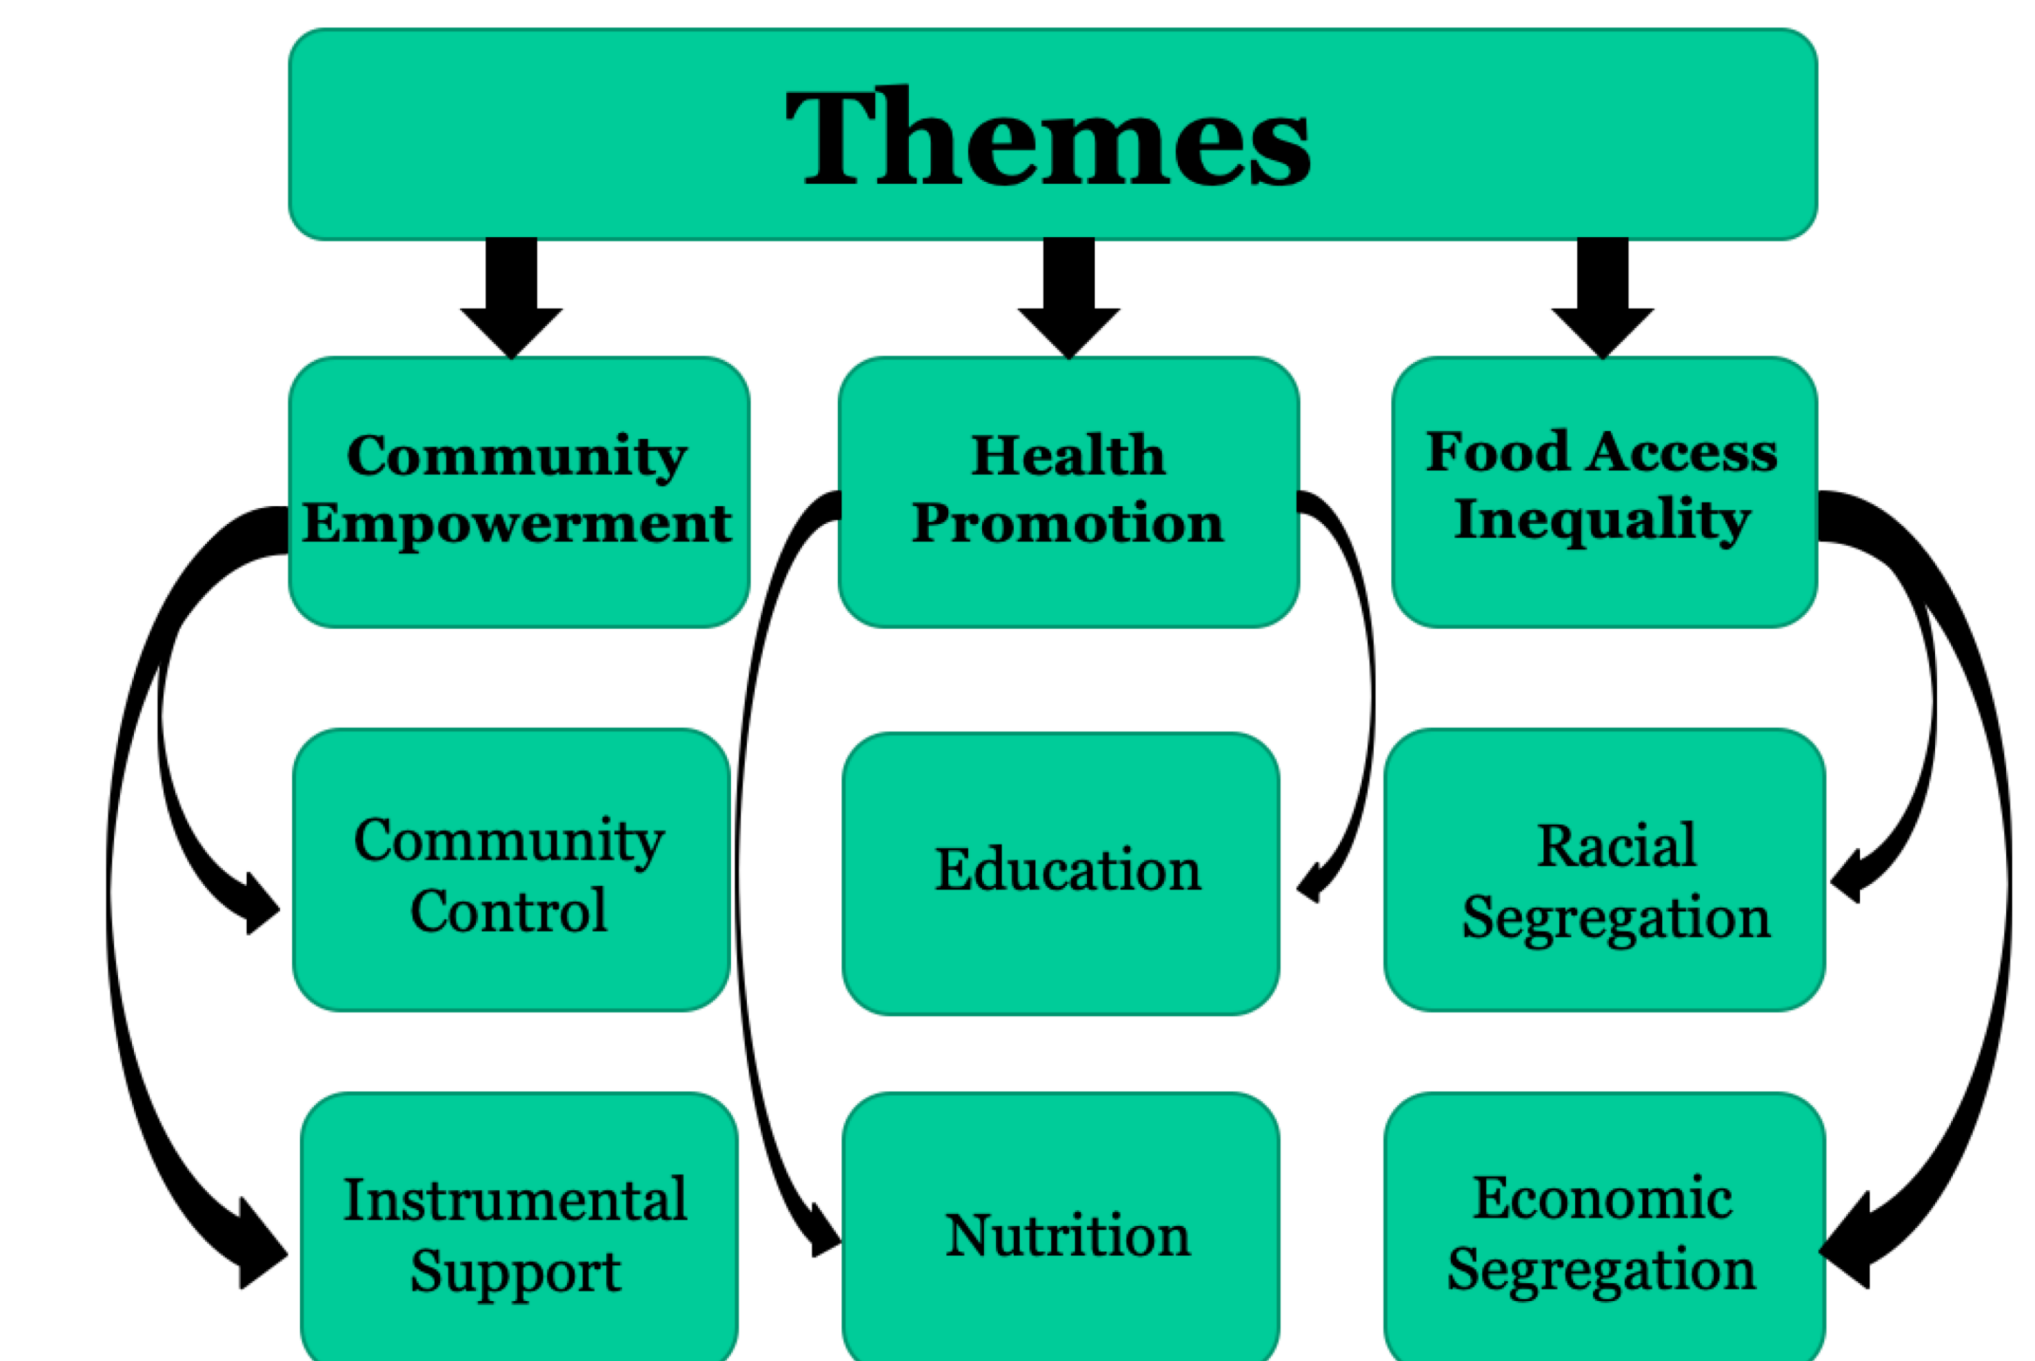 Themes
Community
Empowerment
Health
Promotion
Food Access
Inequality
Community
Control
Education
Racial
Segregation
Instrumental
Support
Nutrition
Economic
Segregation